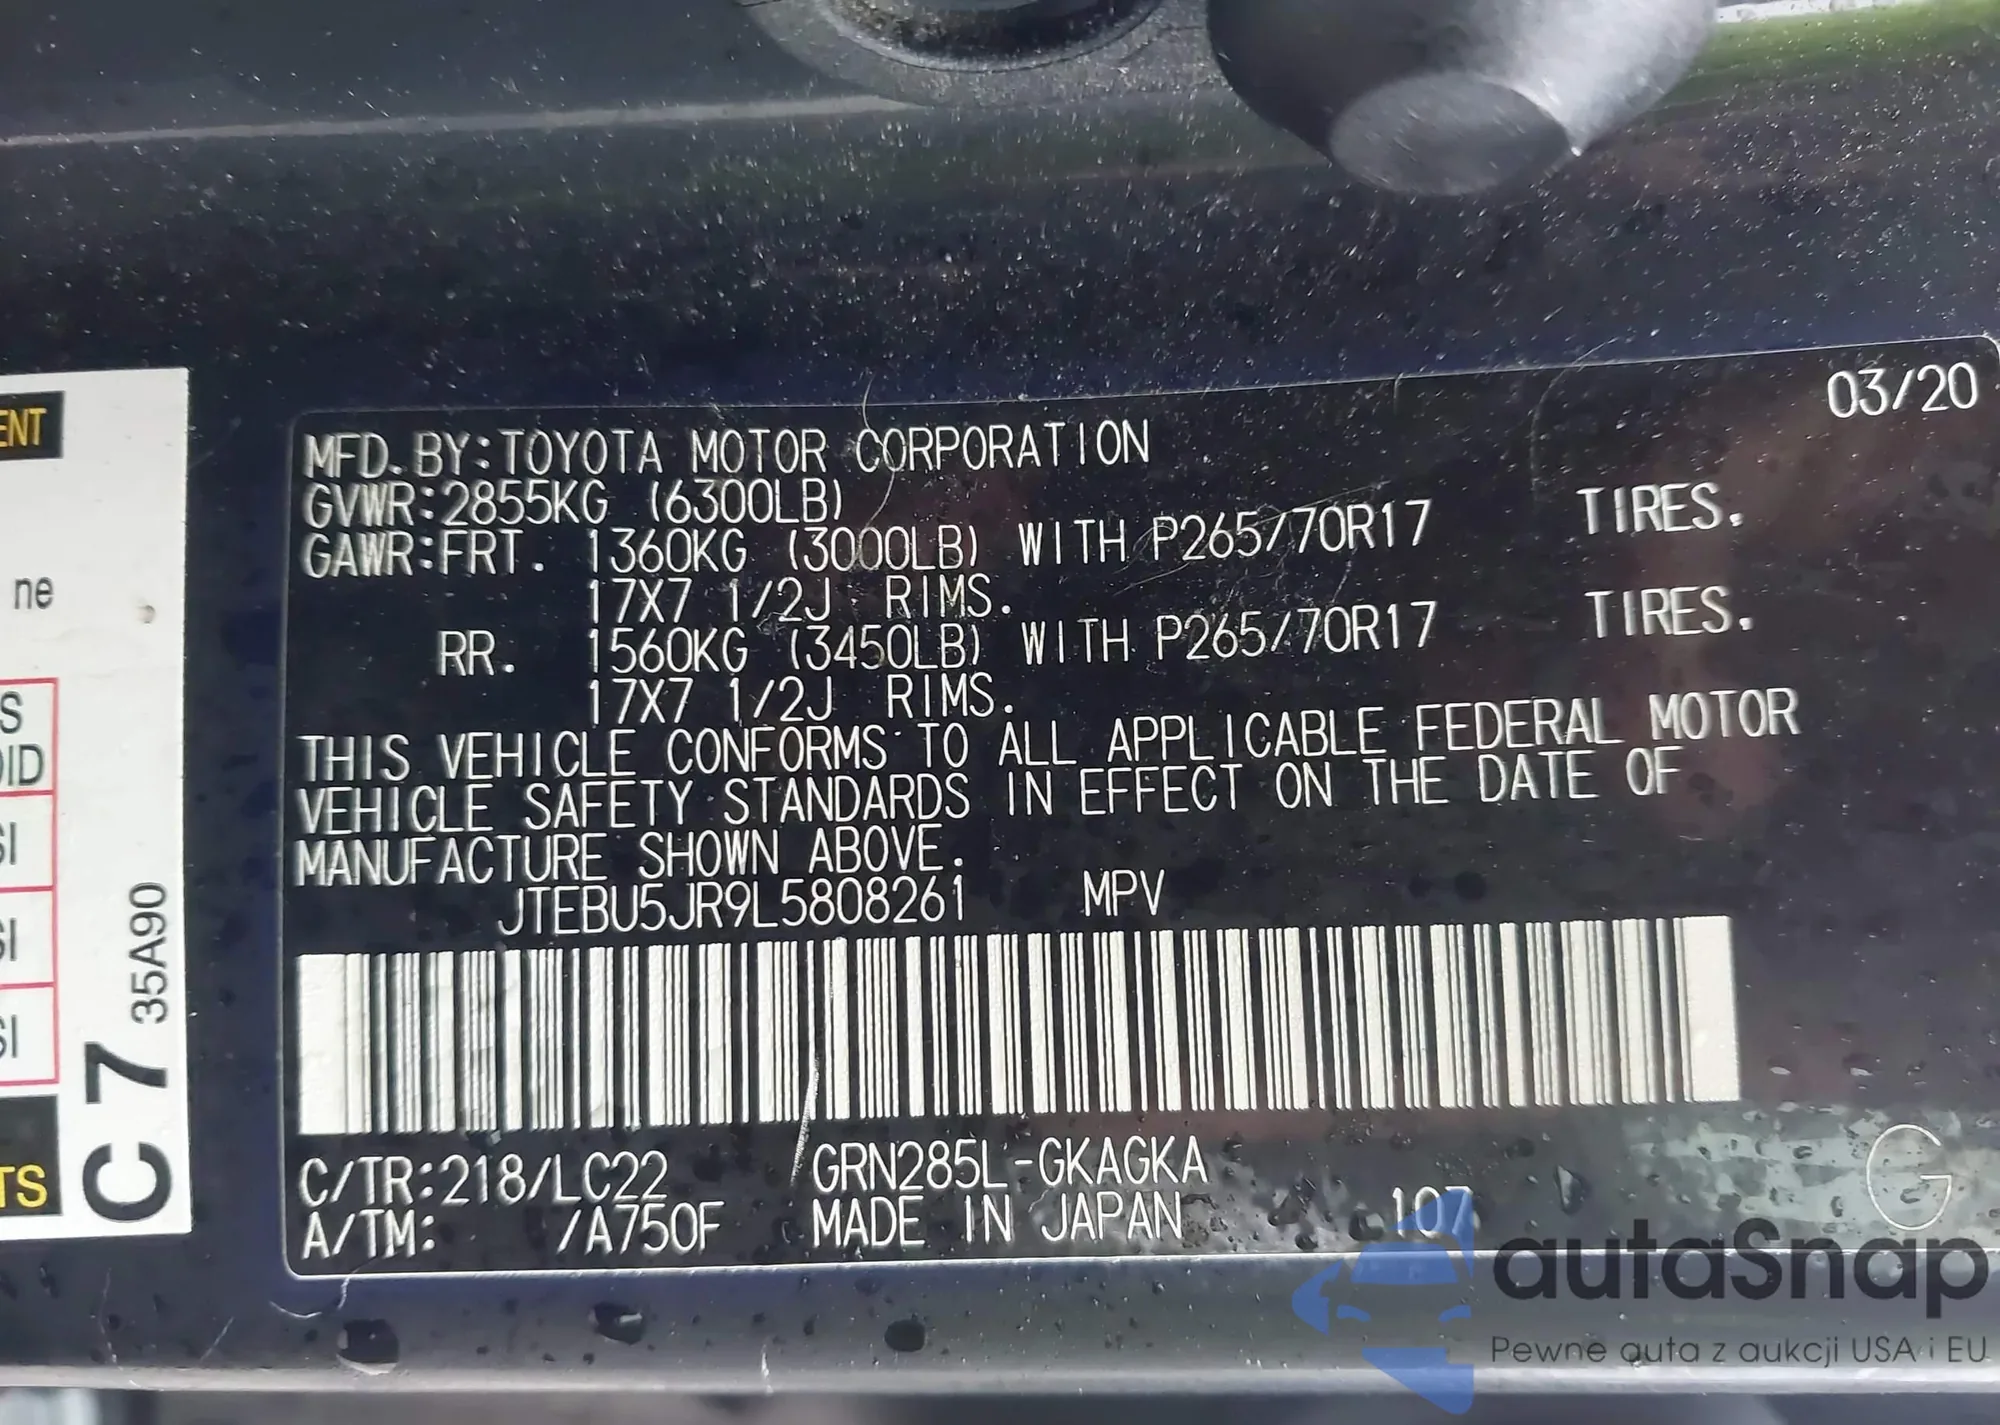 03/20
MFD. BY:TOYOTA MOTOR CORPORATION
GVWR:2855KG (6300LB)
GAWR:FRT. 1360KG (3000LB) WITH P265/70R17 TIRES.
17X7 1/2J RIMS.
RR. 1560KG (3450LB) WITH P265/70R17 TIRES.
17X7 1/2J RIMS.
THIS VEHICLE CONFORMS TO ALL APPLICABLE FEDERAL MOTOR
VEHICLE SAFETY STANDARDS IN EFFECT ON THE DATE OF
MANUFACTURE SHOWN ABOVE.
JTEBU5JR9L5808261 MPV
C/TR:218/LC22 GRN285L-GKAGKA
A/TM: /A750F MADE IN JAPAN 107
G
C7 35A90
ne
autaSnap
Pewne auta z aukcji USA i EU